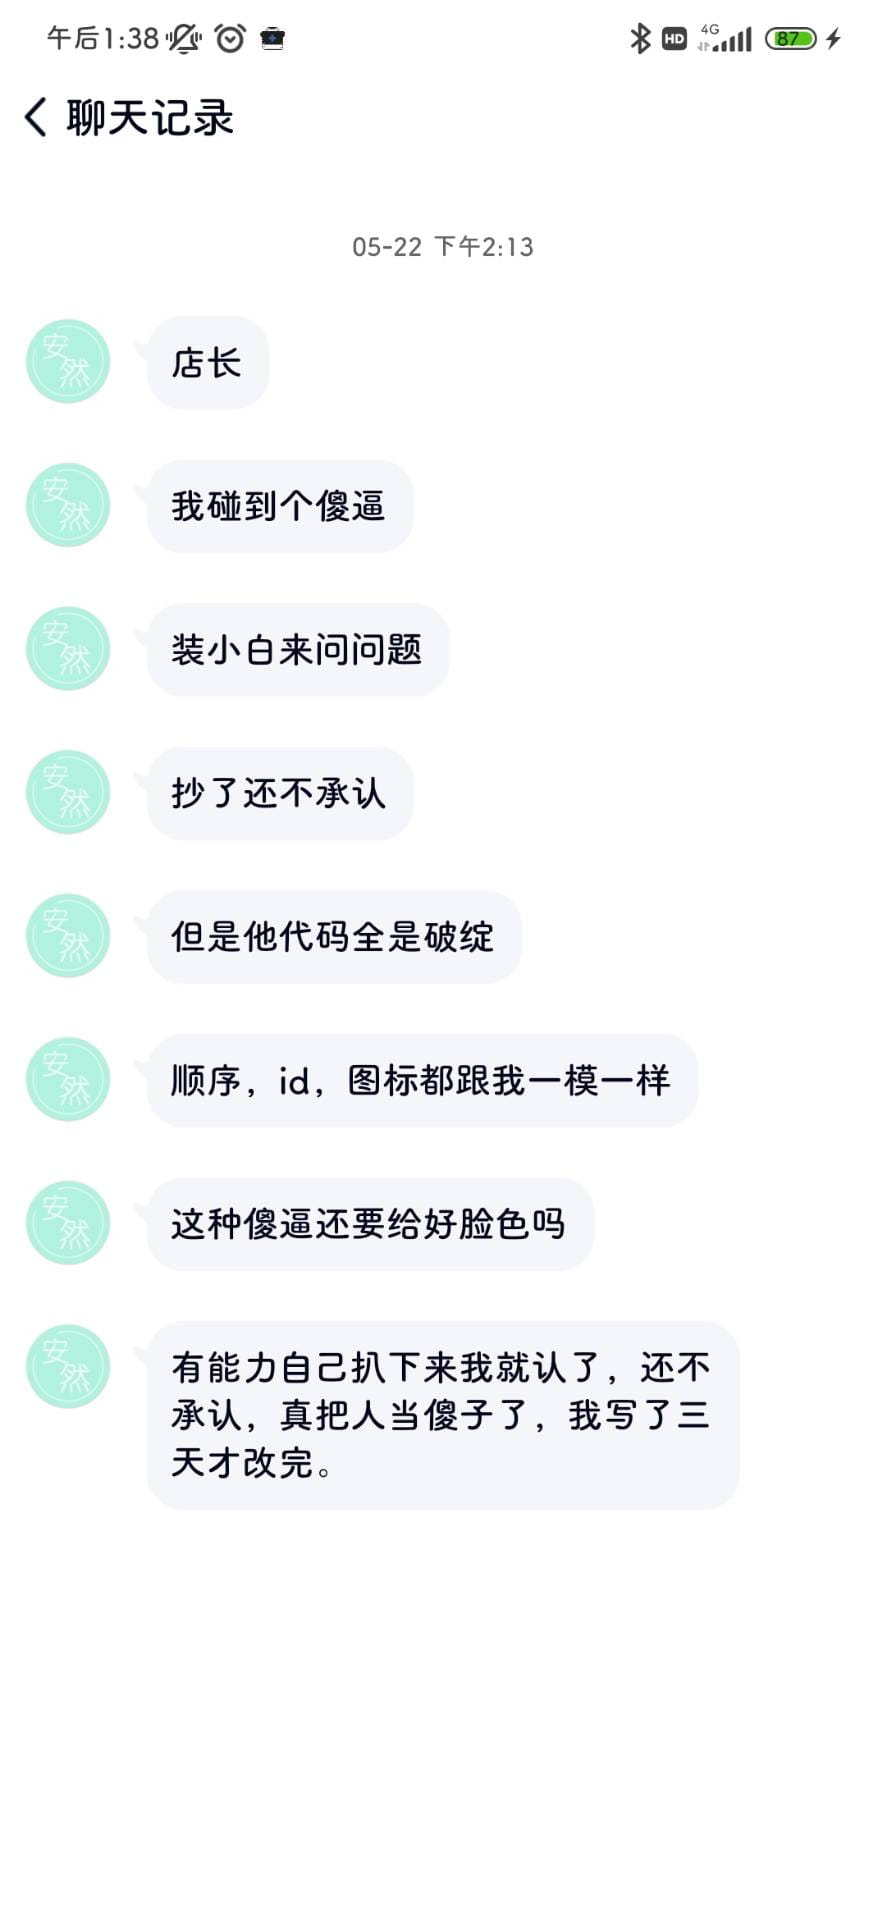 午后1:38
HD
4G
87
聊天记录
05-22 下午2:13
安然
店长
安然
我碰到个傻逼
安然
装小白来问问题
安然
抄了还不承认
安然
但是他代码全是破绽
安然
顺序，id，图标都跟我一模一样
安然
这种傻逼还要给好脸色吗
安然
有能力自己扒下来我就认了，还不
承认，真把人当傻子了，我写了三
天才改完。